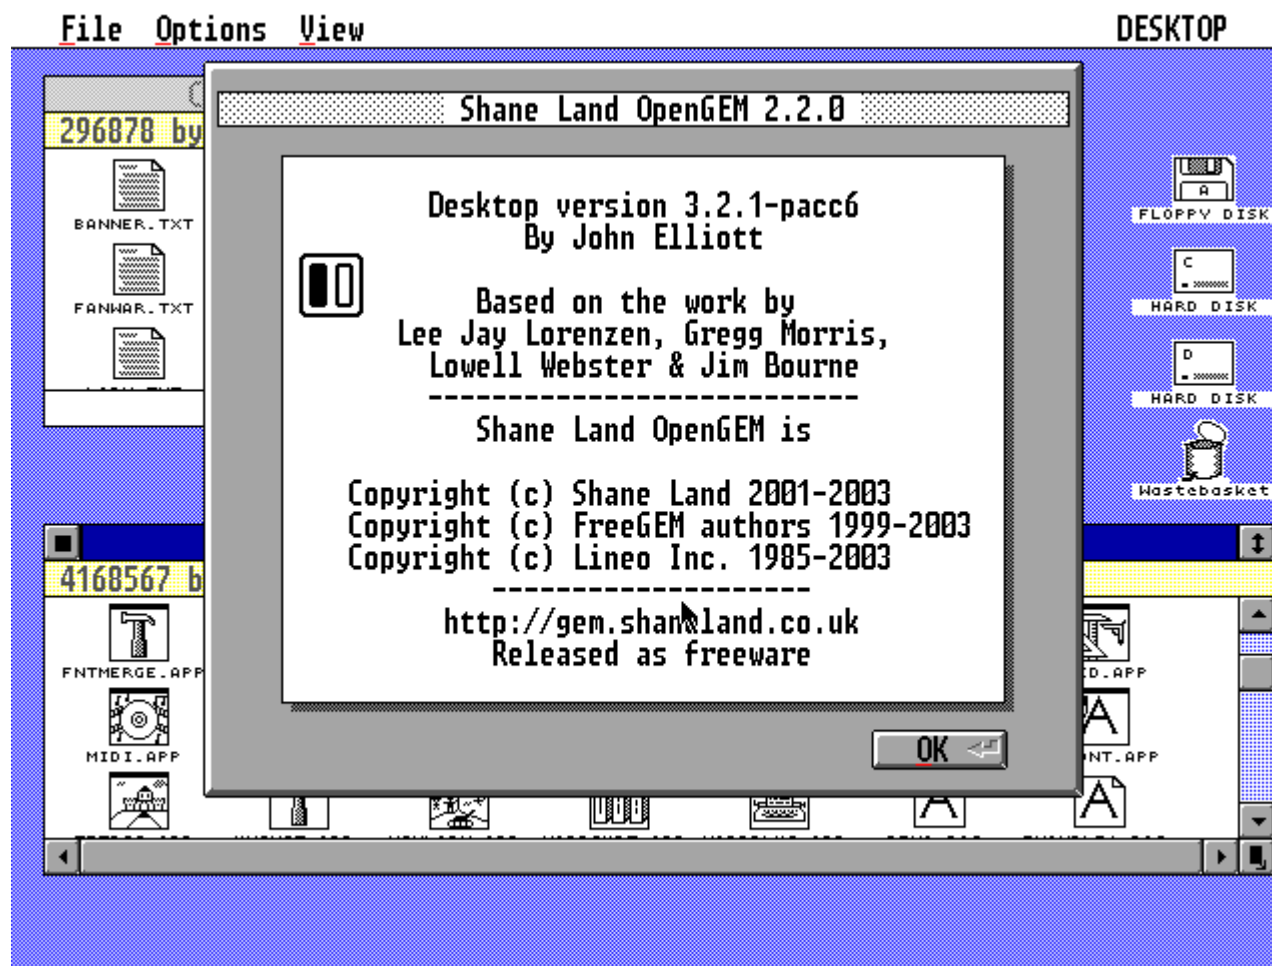 File Options View DESKTOP
Shane Land OpenGEM 2.2.0
296878 by
Desktop version 3.2.1-pacc6
By John Elliott
Based on the work by
Lee Jay Lorenzen, Gregg Morris,
Lowell Webster & Jim Bourne
---------------------------
Shane Land OpenGEM is
Copyright (c) Shane Land 2001-2003
Copyright (c) FreeGEM authors 1999-2003
Copyright (c) Lineo Inc. 1985-2003
--------------------
http://gem.shaneland.co.uk
Released as freeware
OK
BANNER.TXT
FANWAR.TXT
A
FLOPPY DISK
C
HARD DISK
D
HARD DISK
Wastebasket
4168567 b
FNTMERGE.APP
D.APP
MIDI.APP
NT.APP